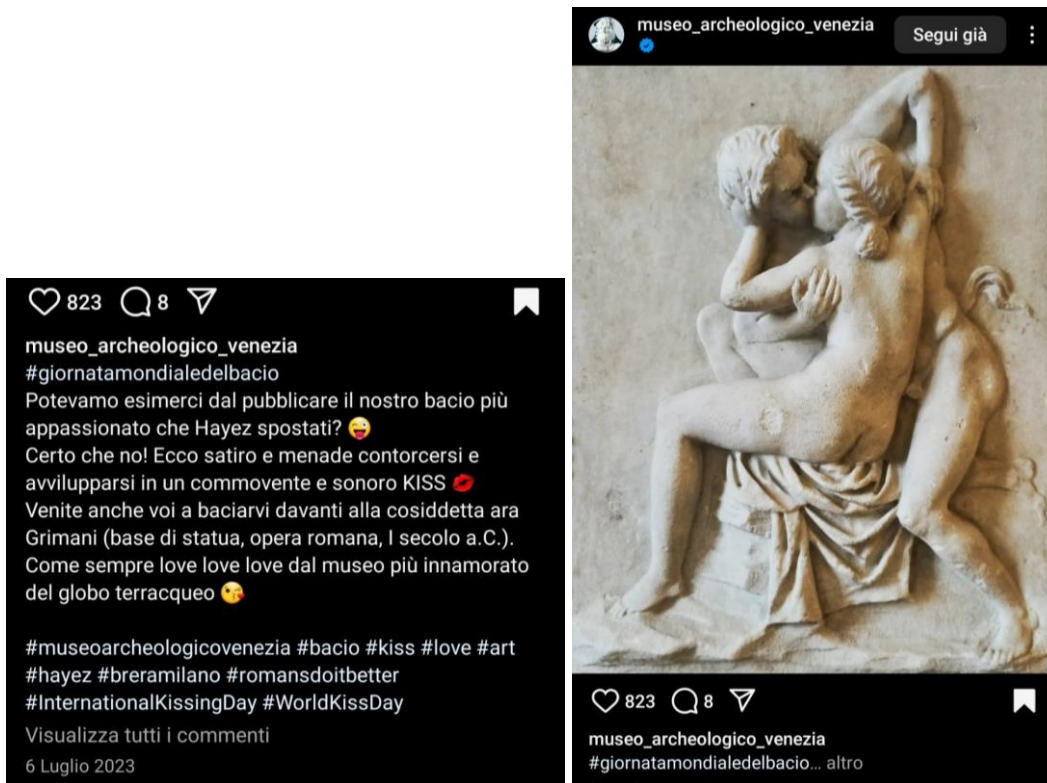 823 8
museo_archeologico_venezia
#giornatamondialedelbacio
Potevamo esimerci dal pubblicare il nostro bacio più
appassionato che Hayez spostati? 😜
Certo che no! Ecco satiro e menade contorcersi e
avvilupparsi in un commovente e sonoro KISS 💋
Venite anche voi a baciarvi davanti alla cosiddetta ara
Grimani (base di statua, opera romana, I secolo a.C.).
Come sempre love love love dal museo più innamorato
del globo terracqueo 😘
#museoarcheologicovenezia #bacio #kiss #love #art
#hayez #breramilano #romansdoitbetter
#InternationalKissingDay #WorldKissDay
Visualizza tutti i commenti
6 Luglio 2023
museo_archeologico_venezia
Segui già
823 8
museo_archeologico_venezia
#giornatamondialedelbacio... altro